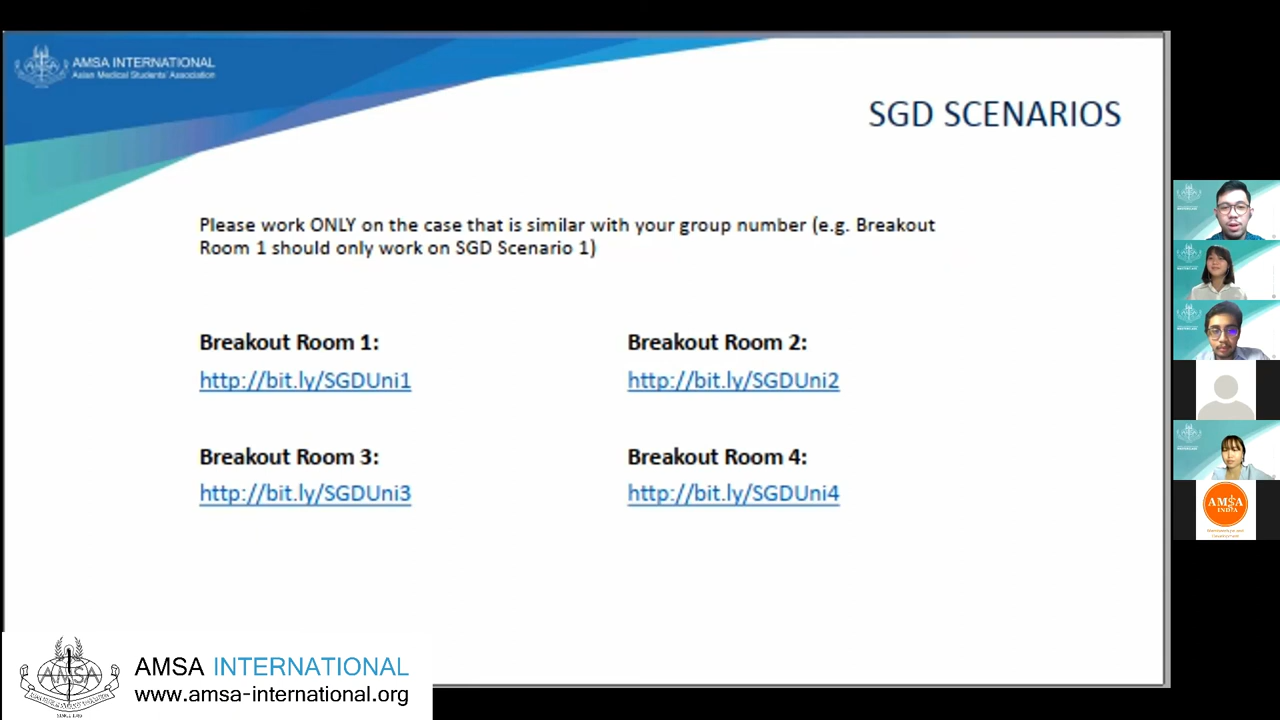 AMSA INTERNATIONAL
Asian Medical Students' Association
SGD SCENARIOS
Please work ONLY on the case that is similar with your group number (e.g. Breakout
Room 1 should only work on SGD Scenario 1)
Breakout Room 1:
http://bit.ly/SGDUni1
Breakout Room 2:
http://bit.ly/SGDUni2
Breakout Room 3:
http://bit.ly/SGDUni3
Breakout Room 4:
http://bit.ly/SGDUni4
AMSA
INDIA
AMSA
AMSA INTERNATIONAL
www.amsa-international.org